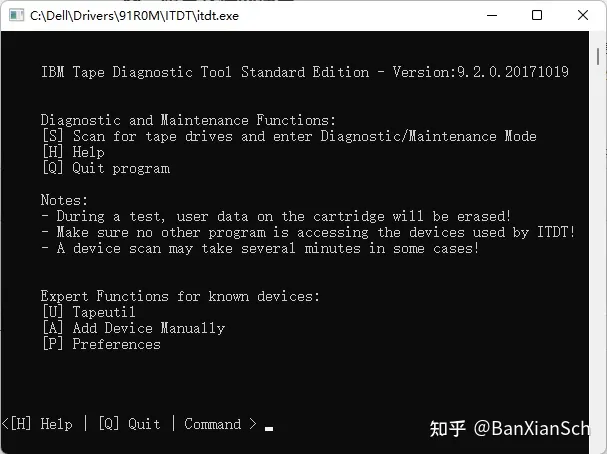 C:\Dell\Drivers\91R0M\ITDT\itdt.exe
IBM Tape Diagnostic Tool Standard Edition - Version:9.2.0.20171019
Diagnostic and Maintenance Functions:
[S] Scan for tape drives and enter Diagnostic/Maintenance Mode
[H] Help
[Q] Quit program
Notes:
- During a test, user data on the cartridge will be erased!
- Make sure no other program is accessing the devices used by ITDT!
- A device scan may take several minutes in some cases!
Expert Functions for known devices:
[U] Tapeutil
[A] Add Device Manually
[P] Preferences
<[H] Help | [Q] Quit | Command > _
知乎 @BanXianSch